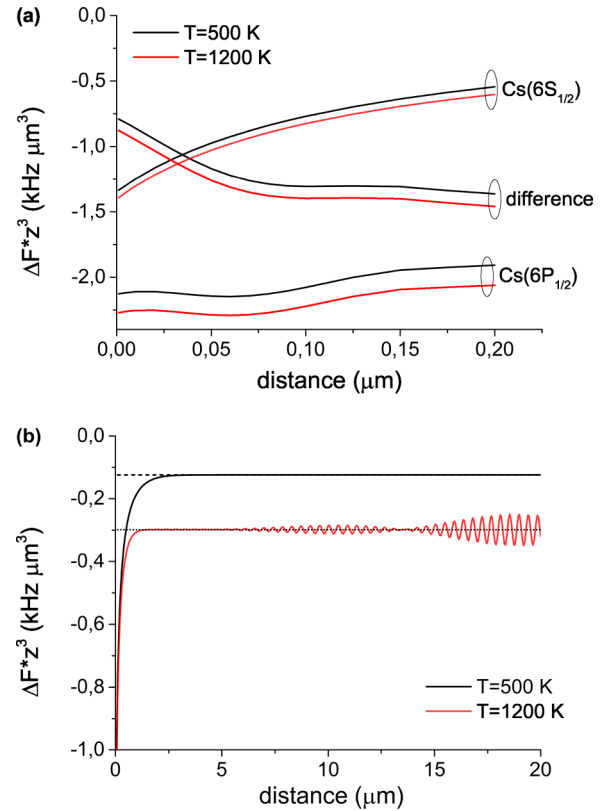 (a)
0,0
-0,5
-1,0
-1,5
-2,0
ΔF*z³ (kHz μm³)
T=500 K
T=1200 K
Cs(6S₁/₂)
difference
Cs(6P₁/₂)
0,00 0,05 0,10 0,15 0,20
distance (μm)
(b)
0,0
-0,2
-0,4
-0,6
-0,8
-1,0
ΔF*z³ (kHz μm³)
T=500 K
T=1200 K
0 5 10 15 20
distance (μm)